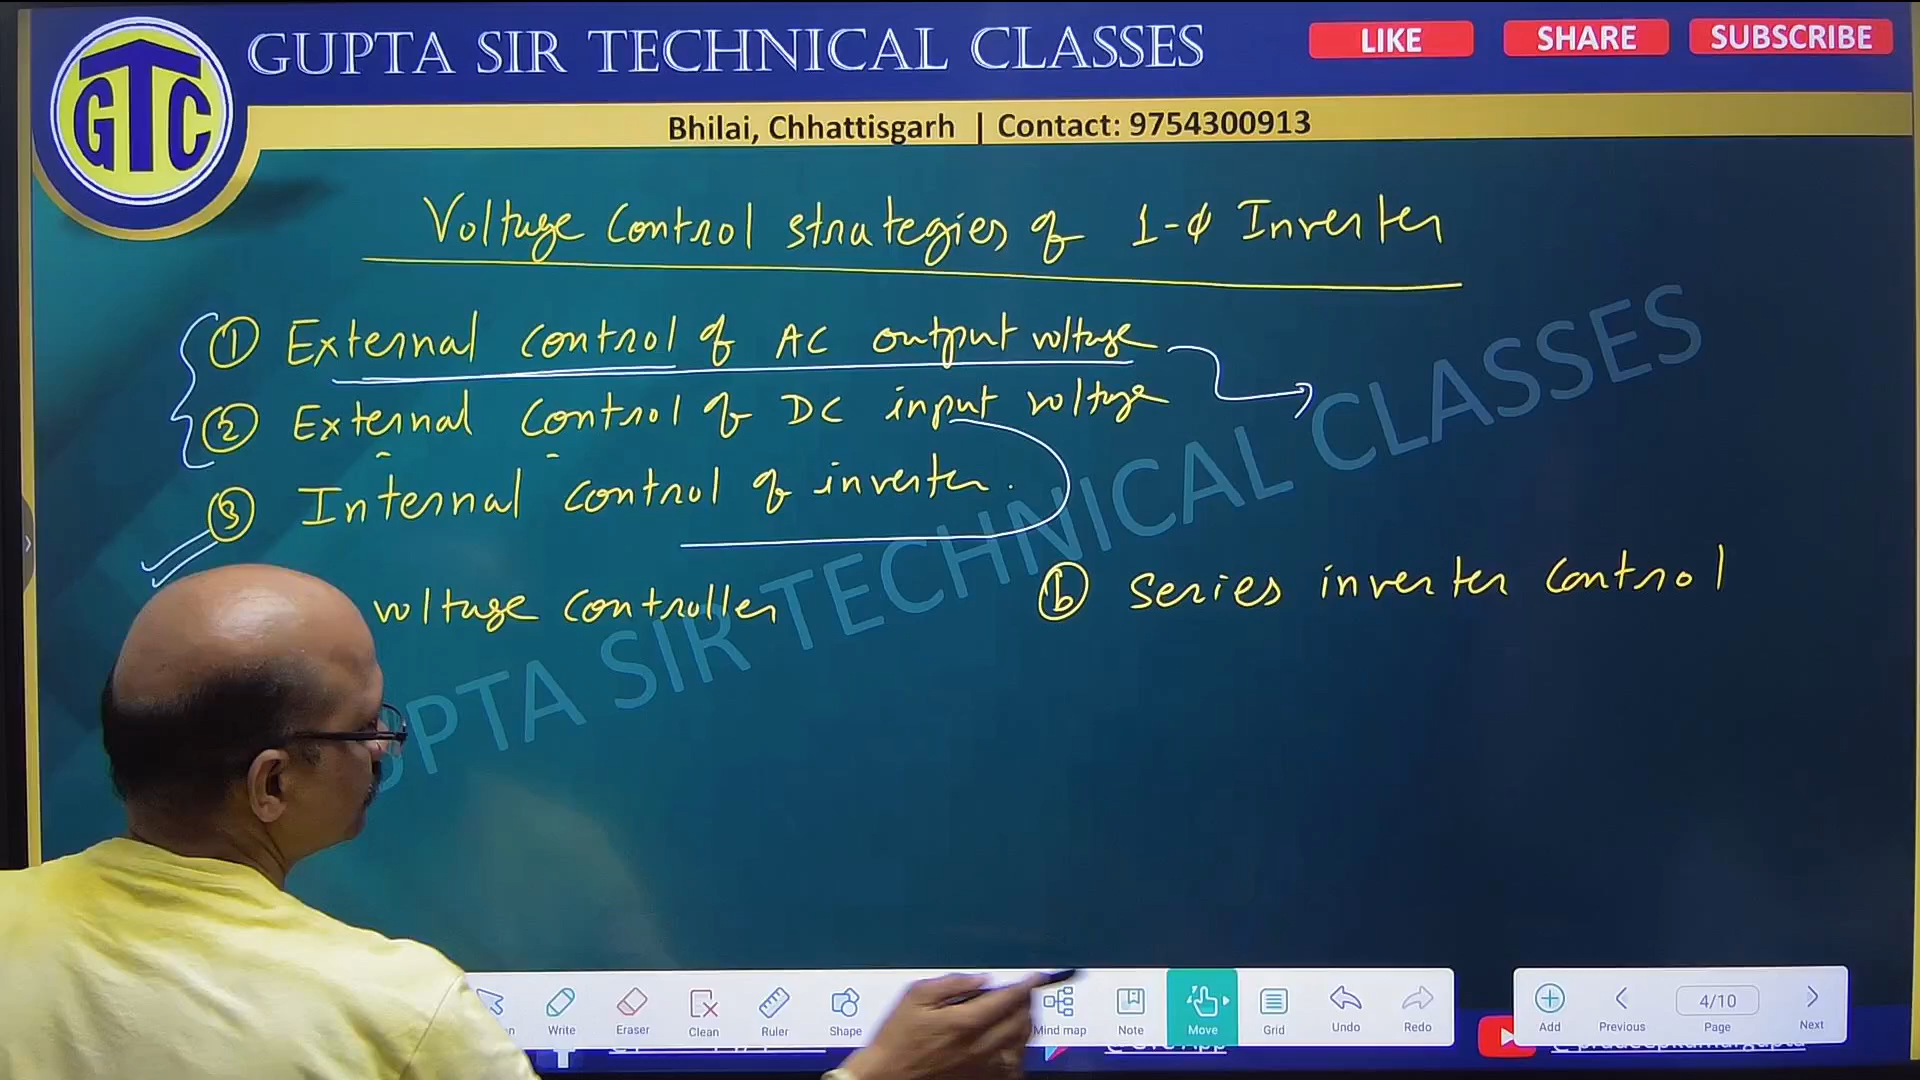 GTC
GUPTA SIR TECHNICAL CLASSES
LIKE
SHARE
SUBSCRIBE
Bhilai, Chhattisgarh | Contact: 9754300913
Voltage control strategies of 1-ϕ Inverter
① External control of AC output voltage
② External control of DC input voltage
③ Internal control of inverter.
voltage controller
ⓑ series inverter control
GUPTA SIR TECHNICAL CLASSES
Write
Eraser
Clean
Ruler
Shape
Mind map
Note
Move
Grid
Undo
Redo
Add
Previous
4/10
Page
Next